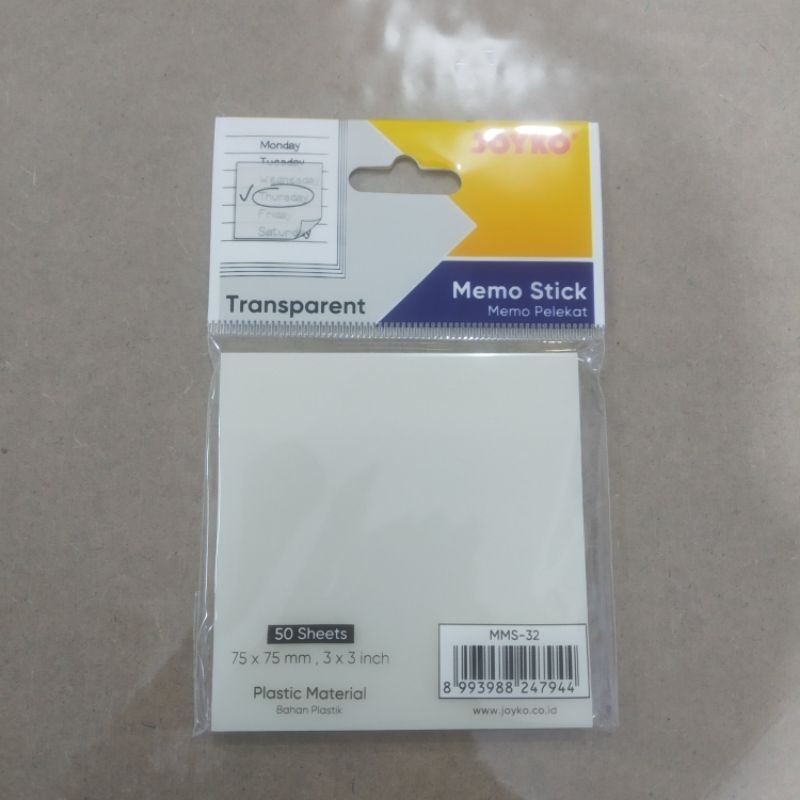 JOYKO
Monday
Tuesday
Wednesday
Thursday
Friday
Saturday
Transparent
Memo Stick
Memo Pelekat
50 Sheets
75 x 75 mm , 3 x 3 inch
Plastic Material
Bahan Plastik
MMS-32
8 993988 247944
www.joyko.co.id